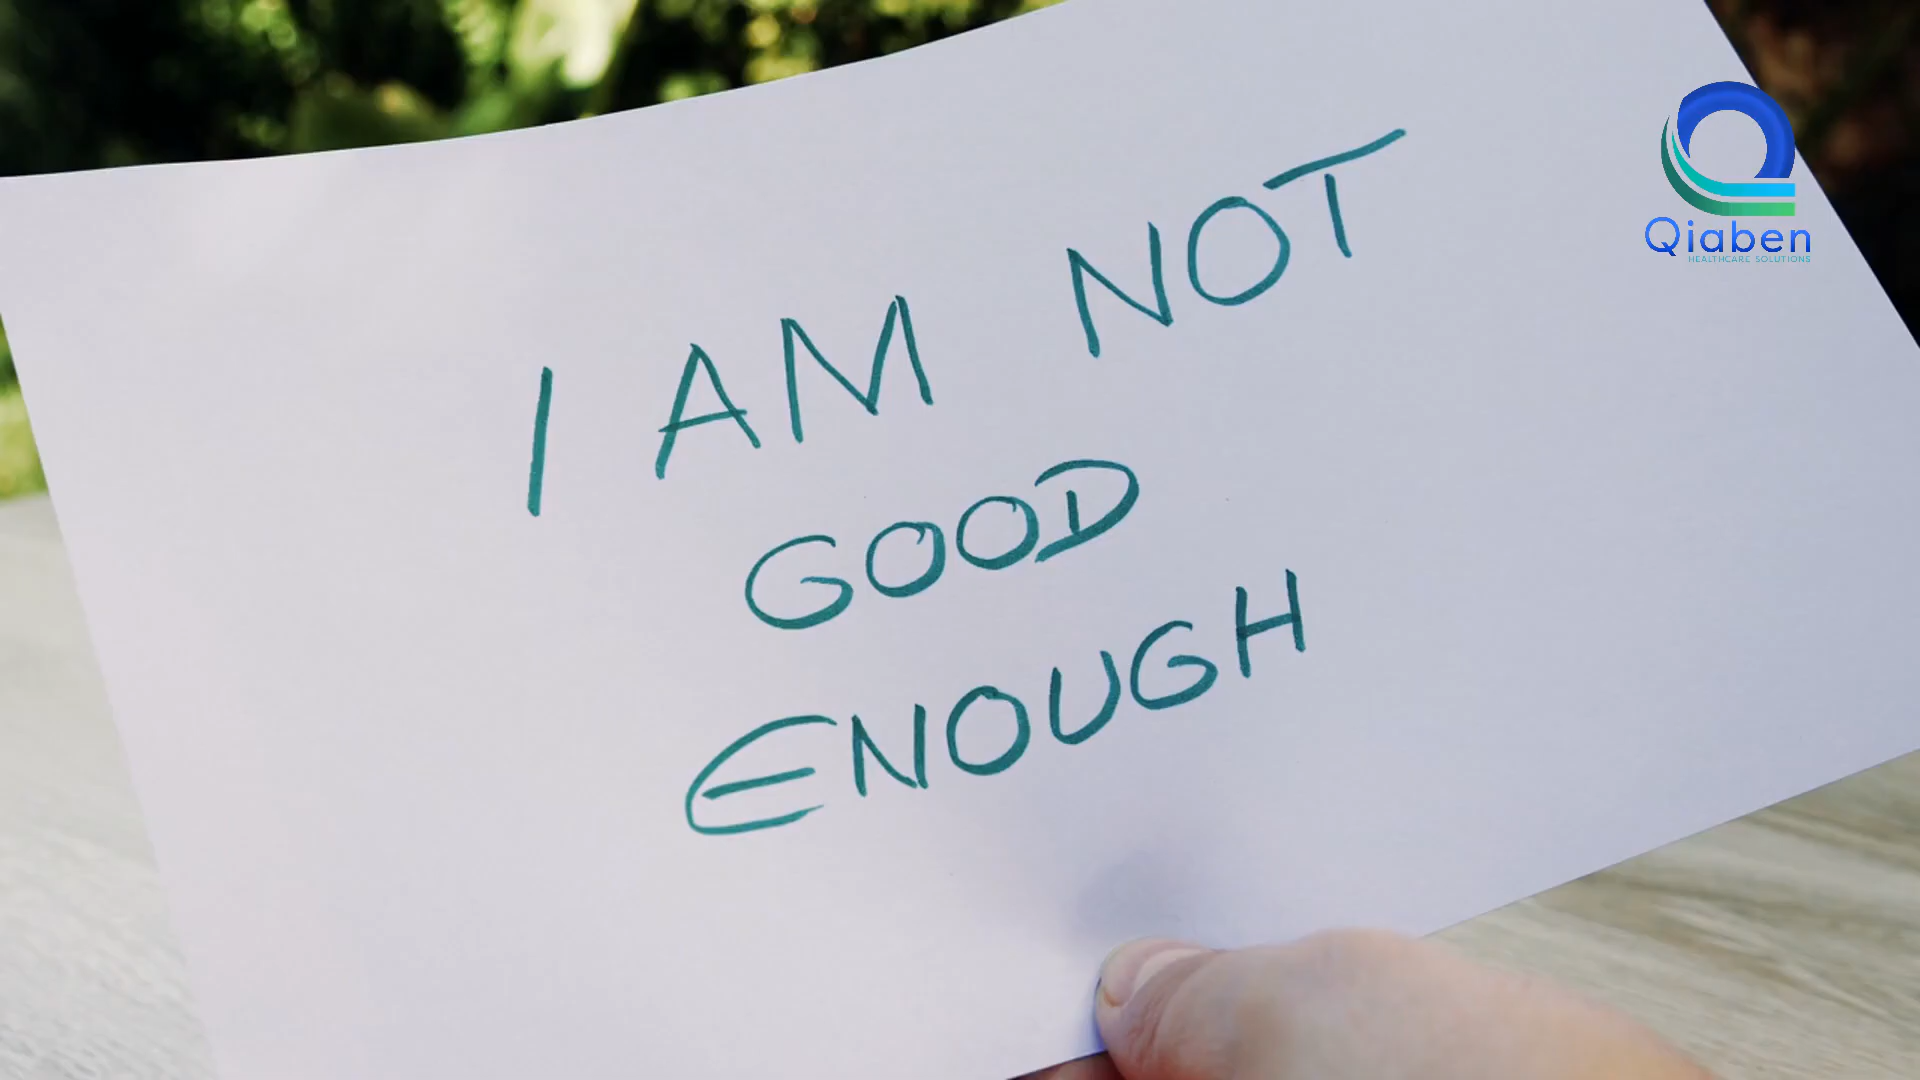 I AM NOT
GOOD
ENOUGH
Qiaben
HEALTHCARE SOLUTIONS